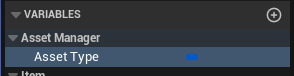 VARIABLES
Asset Manager
Asset Type
Item